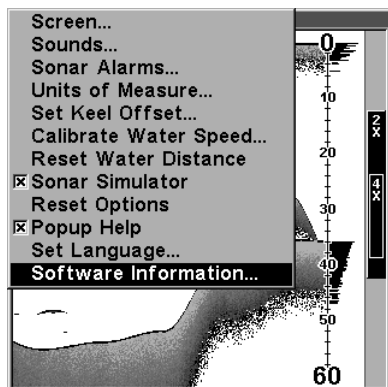 Screen...
Sounds...
Sonar Alarms...
Units of Measure...
Set Keel Offset...
Calibrate Water Speed...
Reset Water Distance
Sonar Simulator
Reset Options
Popup Help
Set Language...
Software Information...
0
10
20
30
40
50
60
2X
4X